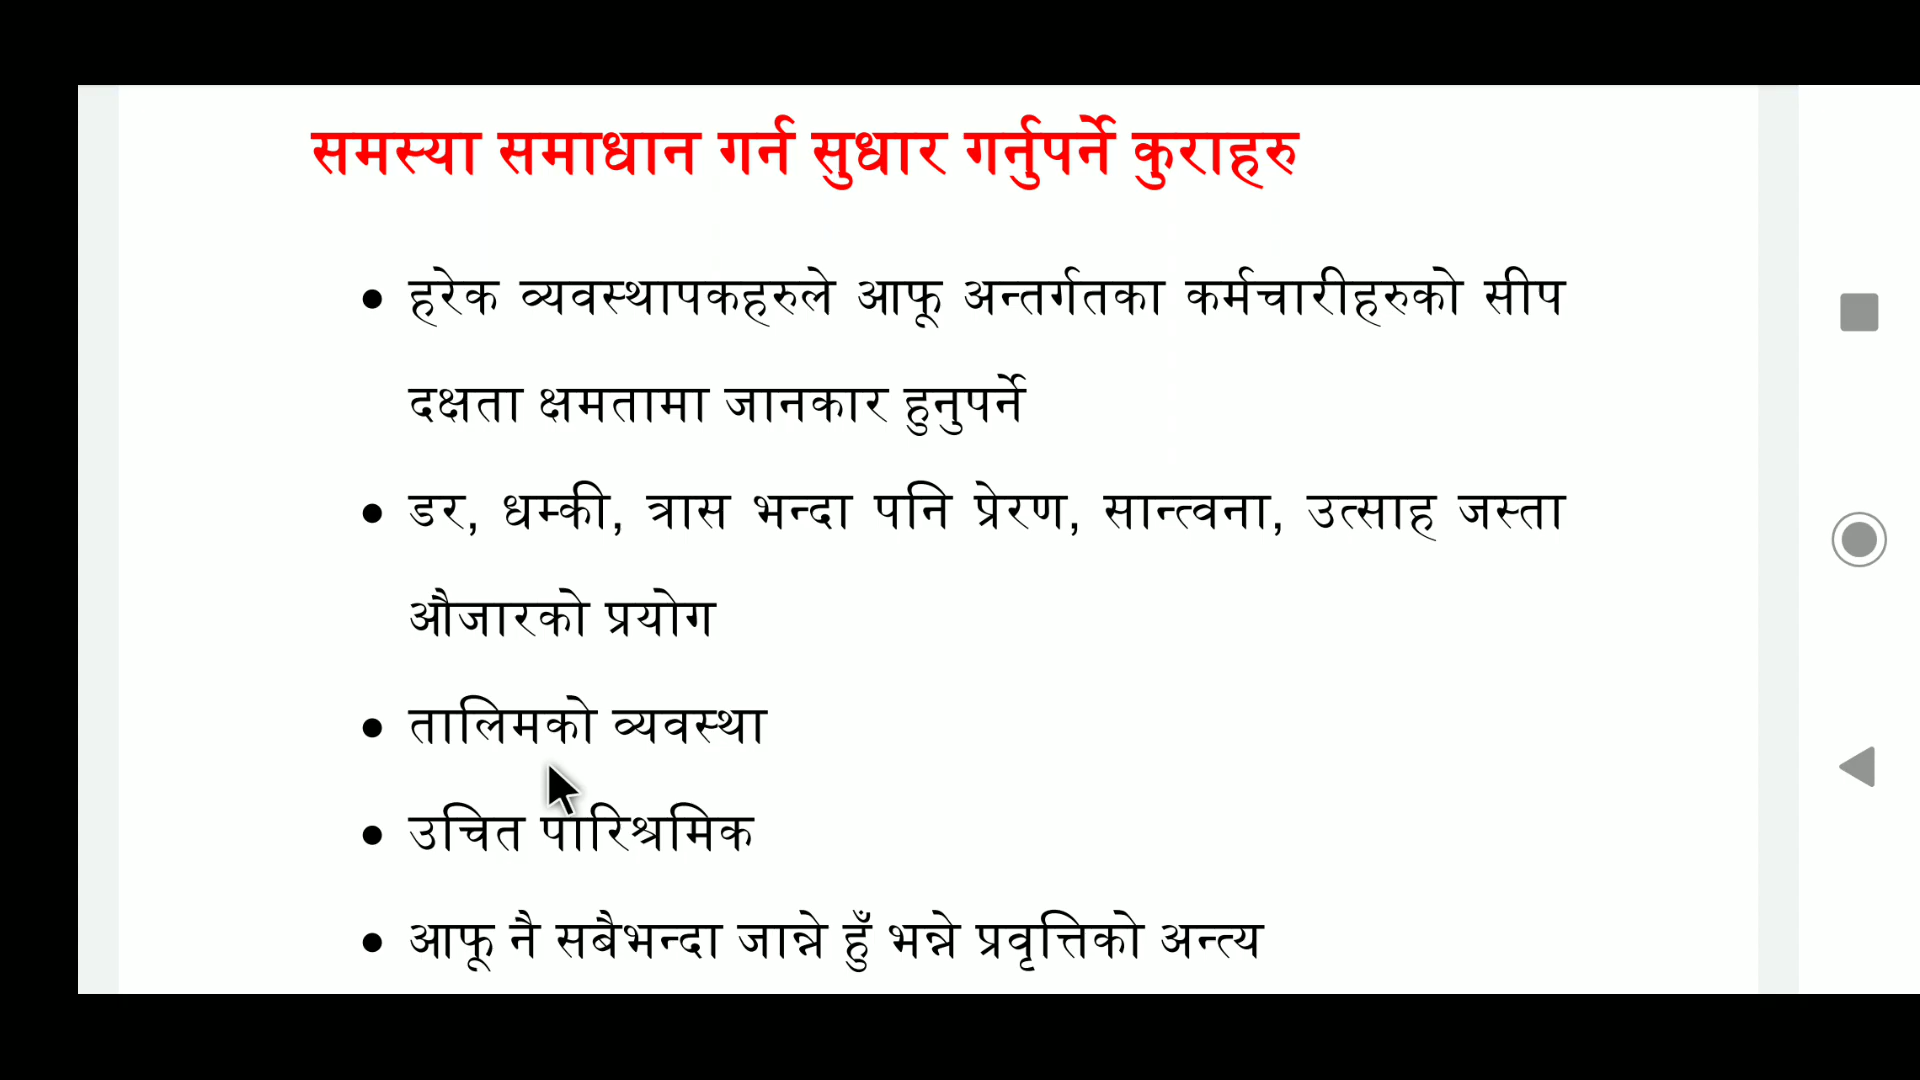 समस्या समाधान गर्न सुधार गर्नुपर्ने कुराहरु
• हरेक व्यवस्थापकहरुले आफू अन्तर्गतका कर्मचारीहरुको सीप
दक्षता क्षमतामा जानकार हुनुपर्ने
• डर, धम्की, त्रास भन्दा पनि प्रेरण, सान्त्वना, उत्साह जस्ता
औजारको प्रयोग
• तालिमको व्यवस्था
• उचित पारिश्रमिक
• आफू नै सबैभन्दा जान्ने हुँ भन्ने प्रवृत्तिको अन्त्य